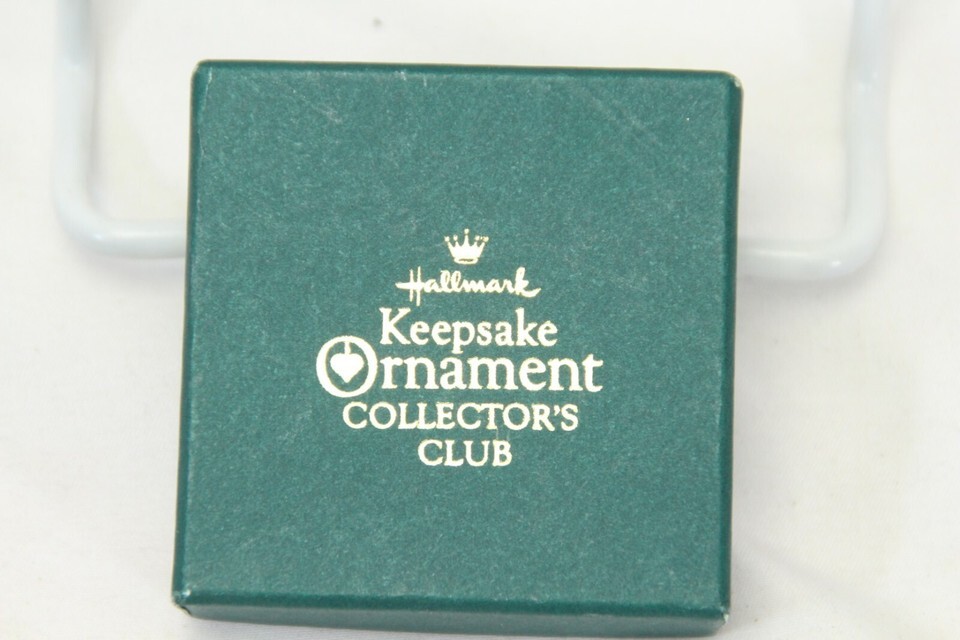 Hallmark
Keepsake
Ornament
COLLECTOR'S
CLUB